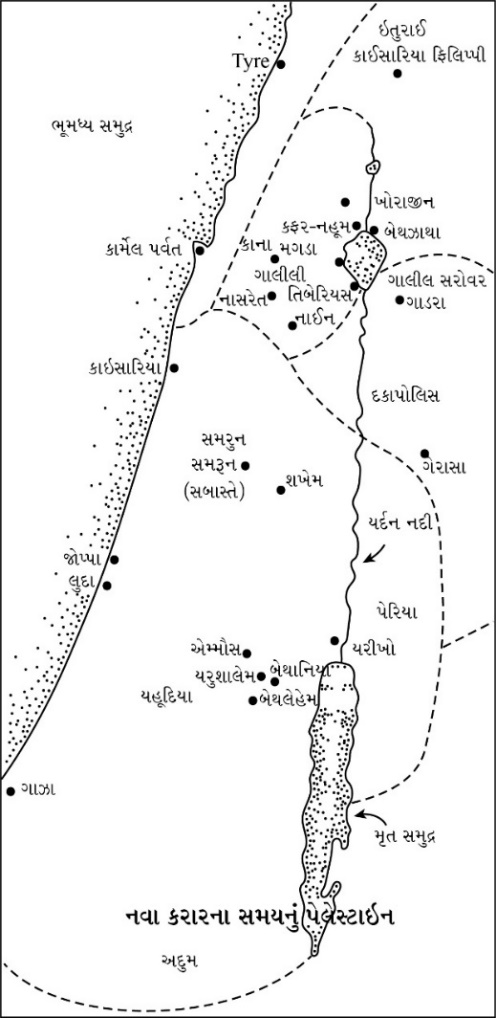 ઇતુરાઈ
કાઈસારિયા ફિલિપ્પી
Tyre
ભૂમધ્ય સમુદ્ર
ખોરાજીન
કફર-નહૂમ
બેથઝાથા
કાર્મેલ પર્વત
કાના
મગડા
ગાલીલી
ગાલીલ સરોવર
નાસરેત
તિબેરિયસ
ગાડરા
નાઈન
કાઇસારિયા
દકાપોલિસ
સમરુન
સમરૂન
(સબાસ્તે)
શખેમ
ગેરાસા
યર્દન નદી
જોપ્પા
લુદા
પેરિયા
એમ્મૌસ
યરીખો
યરુશાલેમ
બેથાનિયા
યહૂદિયા
બેથલેહેમ
ગાઝા
મૃત સમુદ્ર
નવા કરારના સમયનું પેલેસ્ટાઇન
અદુમ